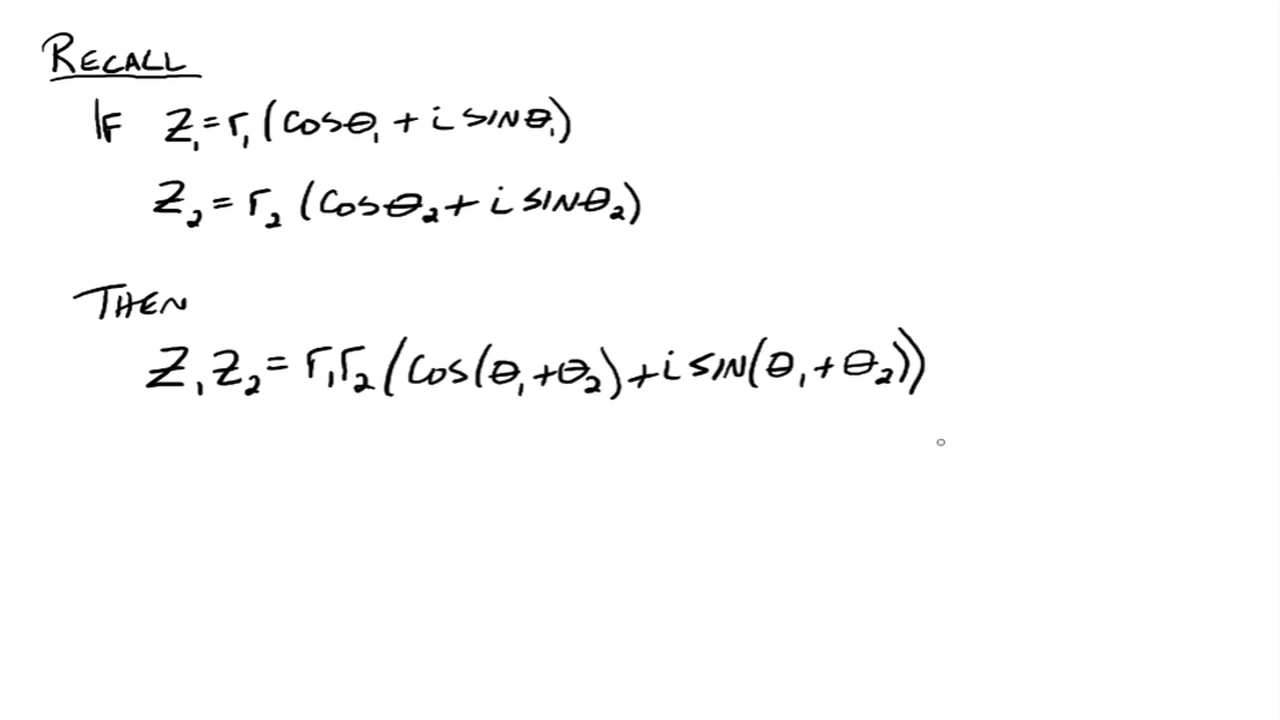 RECALL
IF Z₁ = r₁ (cosθ₁ + i sinθ₁)
Z₂ = r₂ (cosθ₂ + i sinθ₂)
THEN
Z₁Z₂ = r₁r₂ (cos(θ₁+θ₂) + i sin(θ₁+θ₂))